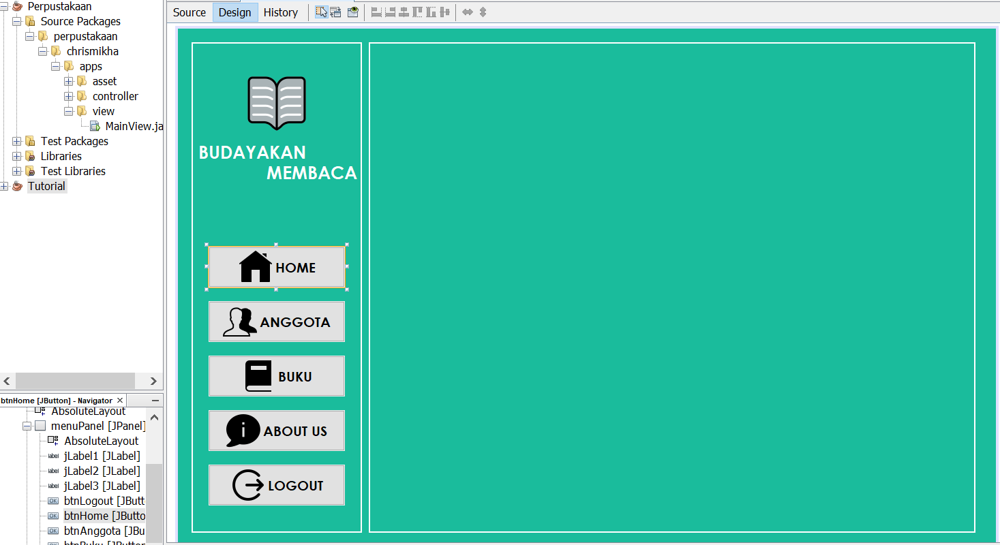 Perpustakaan
Source Packages
perpustakaan
chrismikha
apps
asset
controller
view
MainView.ja
Test Packages
Libraries
Test Libraries
Tutorial
btnHome [JButton] - Navigator
AbsoluteLayout
menuPanel [JPanel]
AbsoluteLayout
label jLabel1 [JLabel]
label jLabel2 [JLabel]
label jLabel3 [JLabel]
OK btnLogout [JButt
OK btnHome [JButto
OK btnAnggota [JBu
OK btnBuku [JButton
Source Design History
BUDAYAKAN
MEMBACA
HOME
ANGGOTA
BUKU
i ABOUT US
LOGOUT